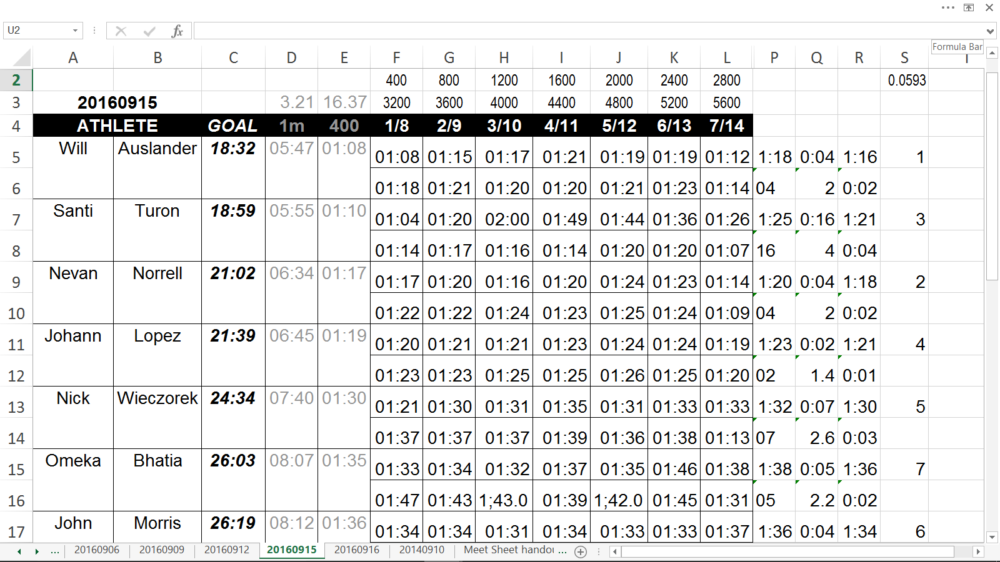 U2
fx
Formula Bar
A B C D E F G H I J K L P Q R S
2 400 800 1200 1600 2000 2400 2800 0.0593
3 20160915 3.21 16.37 3200 3600 4000 4400 4800 5200 5600
4 ATHLETE GOAL 1m 400 1/8 2/9 3/10 4/11 5/12 6/13 7/14
5 Will Auslander 18:32 05:47 01:08 01:08 01:15 01:17 01:21 01:19 01:19 01:12 1:18 0:04 1:16 1
6 01:18 01:21 01:20 01:20 01:21 01:23 01:14 04 2 0:02
7 Santi Turon 18:59 05:55 01:10 01:04 01:20 02:00 01:49 01:44 01:36 01:26 1:25 0:16 1:21 3
8 01:14 01:17 01:16 01:14 01:20 01:20 01:07 16 4 0:04
9 Nevan Norrell 21:02 06:34 01:17 01:17 01:20 01:16 01:20 01:24 01:23 01:14 1:20 0:04 1:18 2
10 01:22 01:22 01:24 01:23 01:25 01:24 01:09 04 2 0:02
11 Johann Lopez 21:39 06:45 01:19 01:20 01:21 01:21 01:23 01:24 01:24 01:19 1:23 0:02 1:21 4
12 01:23 01:23 01:25 01:25 01:26 01:25 01:20 02 1.4 0:01
13 Nick Wieczorek 24:34 07:40 01:30 01:21 01:30 01:31 01:35 01:31 01:33 01:33 1:32 0:07 1:30 5
14 01:37 01:37 01:37 01:39 01:36 01:38 01:13 07 2.6 0:03
15 Omeka Bhatia 26:03 08:07 01:35 01:33 01:34 01:32 01:37 01:35 01:46 01:38 1:38 0:05 1:36 7
16 01:47 01:43 1;43.0 01:39 1;42.0 01:45 01:31 05 2.2 0:02
17 John Morris 26:19 08:12 01:36 01:34 01:34 01:31 01:34 01:33 01:33 01:37 1:36 0:04 1:34 6
... 20160906 20160909 20160912 20160915 20160916 20140910 Meet Sheet handou ...